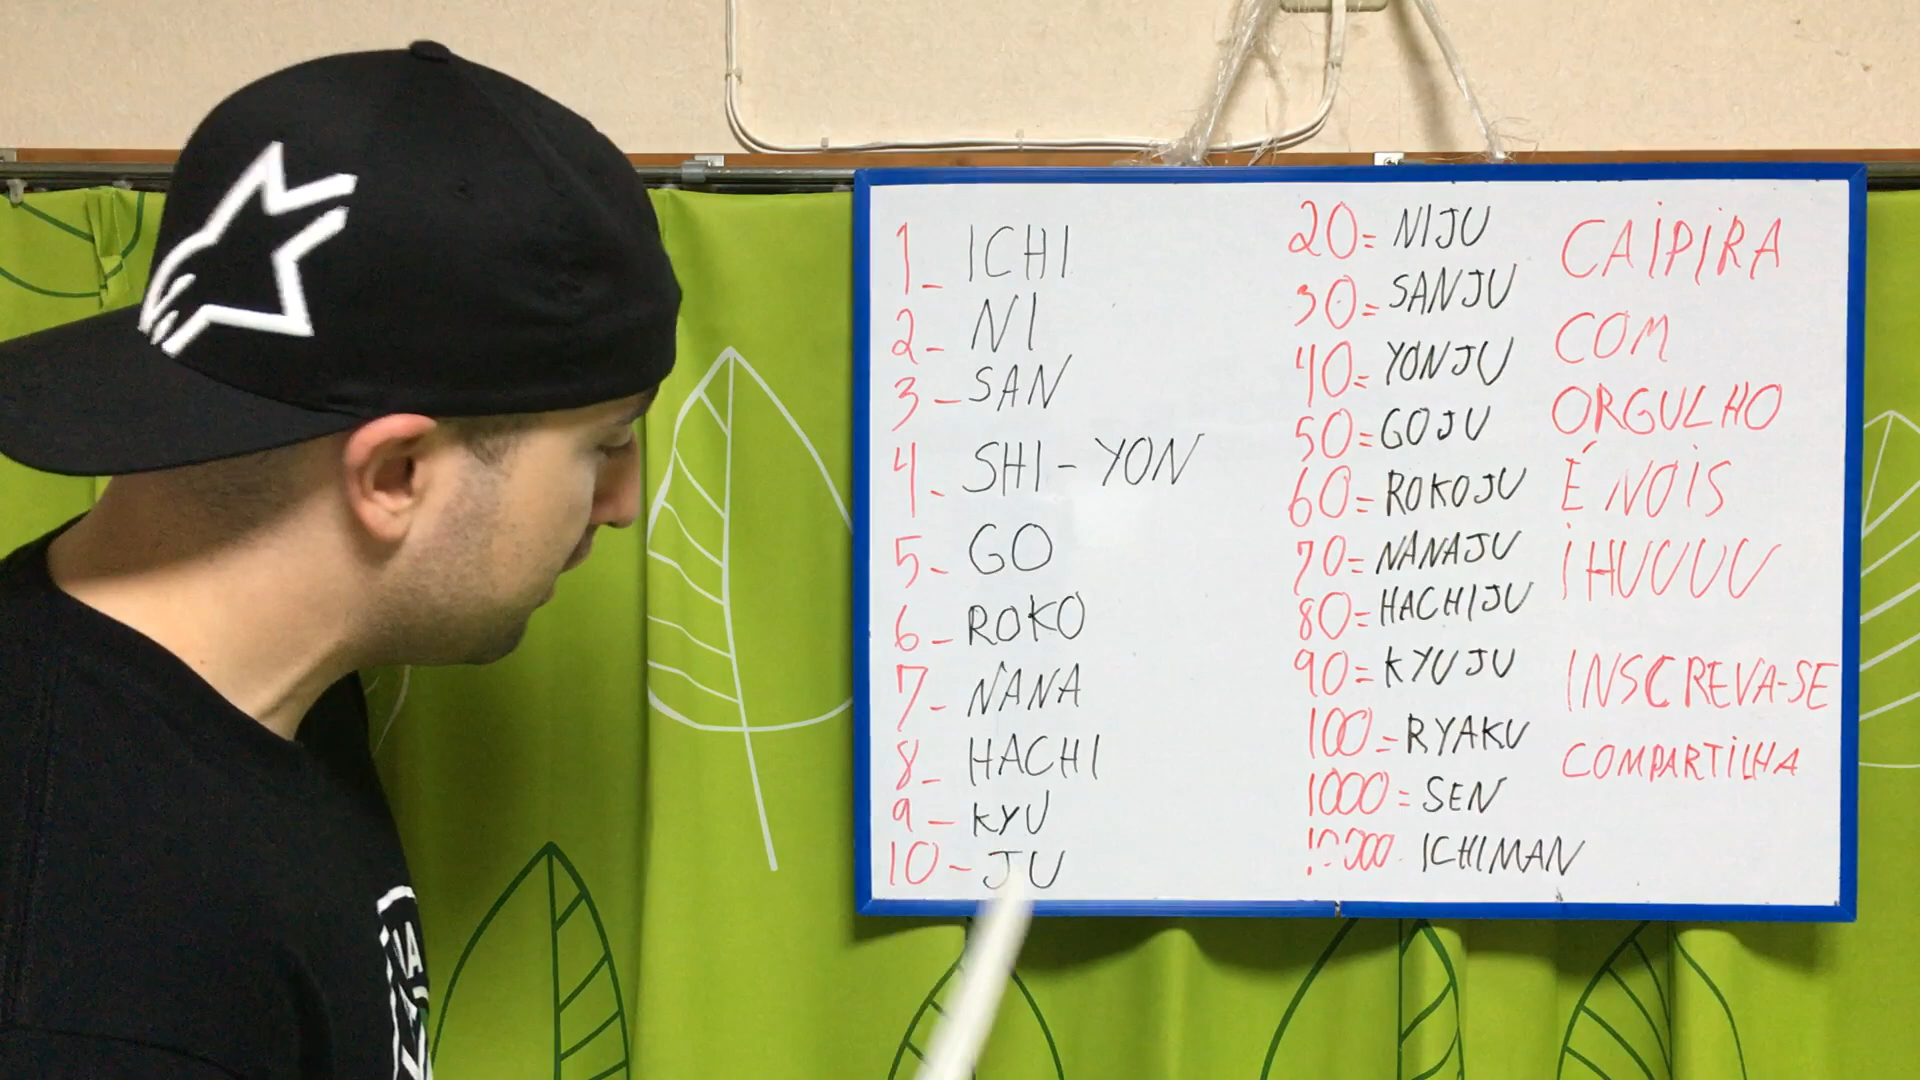 1_ ICHI
2_ NI
3_ SAN
4_ SHI-YON
5_ GO
6_ ROKO
7_ NANA
8_ HACHI
9_ KYU
10- JU
20= NIJU
30= SANJU
40= YONJU
50= GOJU
60= ROKOJU
70= NANAJU
80= HACHIJU
90= KYUJU
100= RYAKU
1000= SEN
10000 ICHIMAN
CAIPIRA
COM
ORGULHO
É NOIS
IHUUUU
INSCREVA-SE
COMPARTILHA